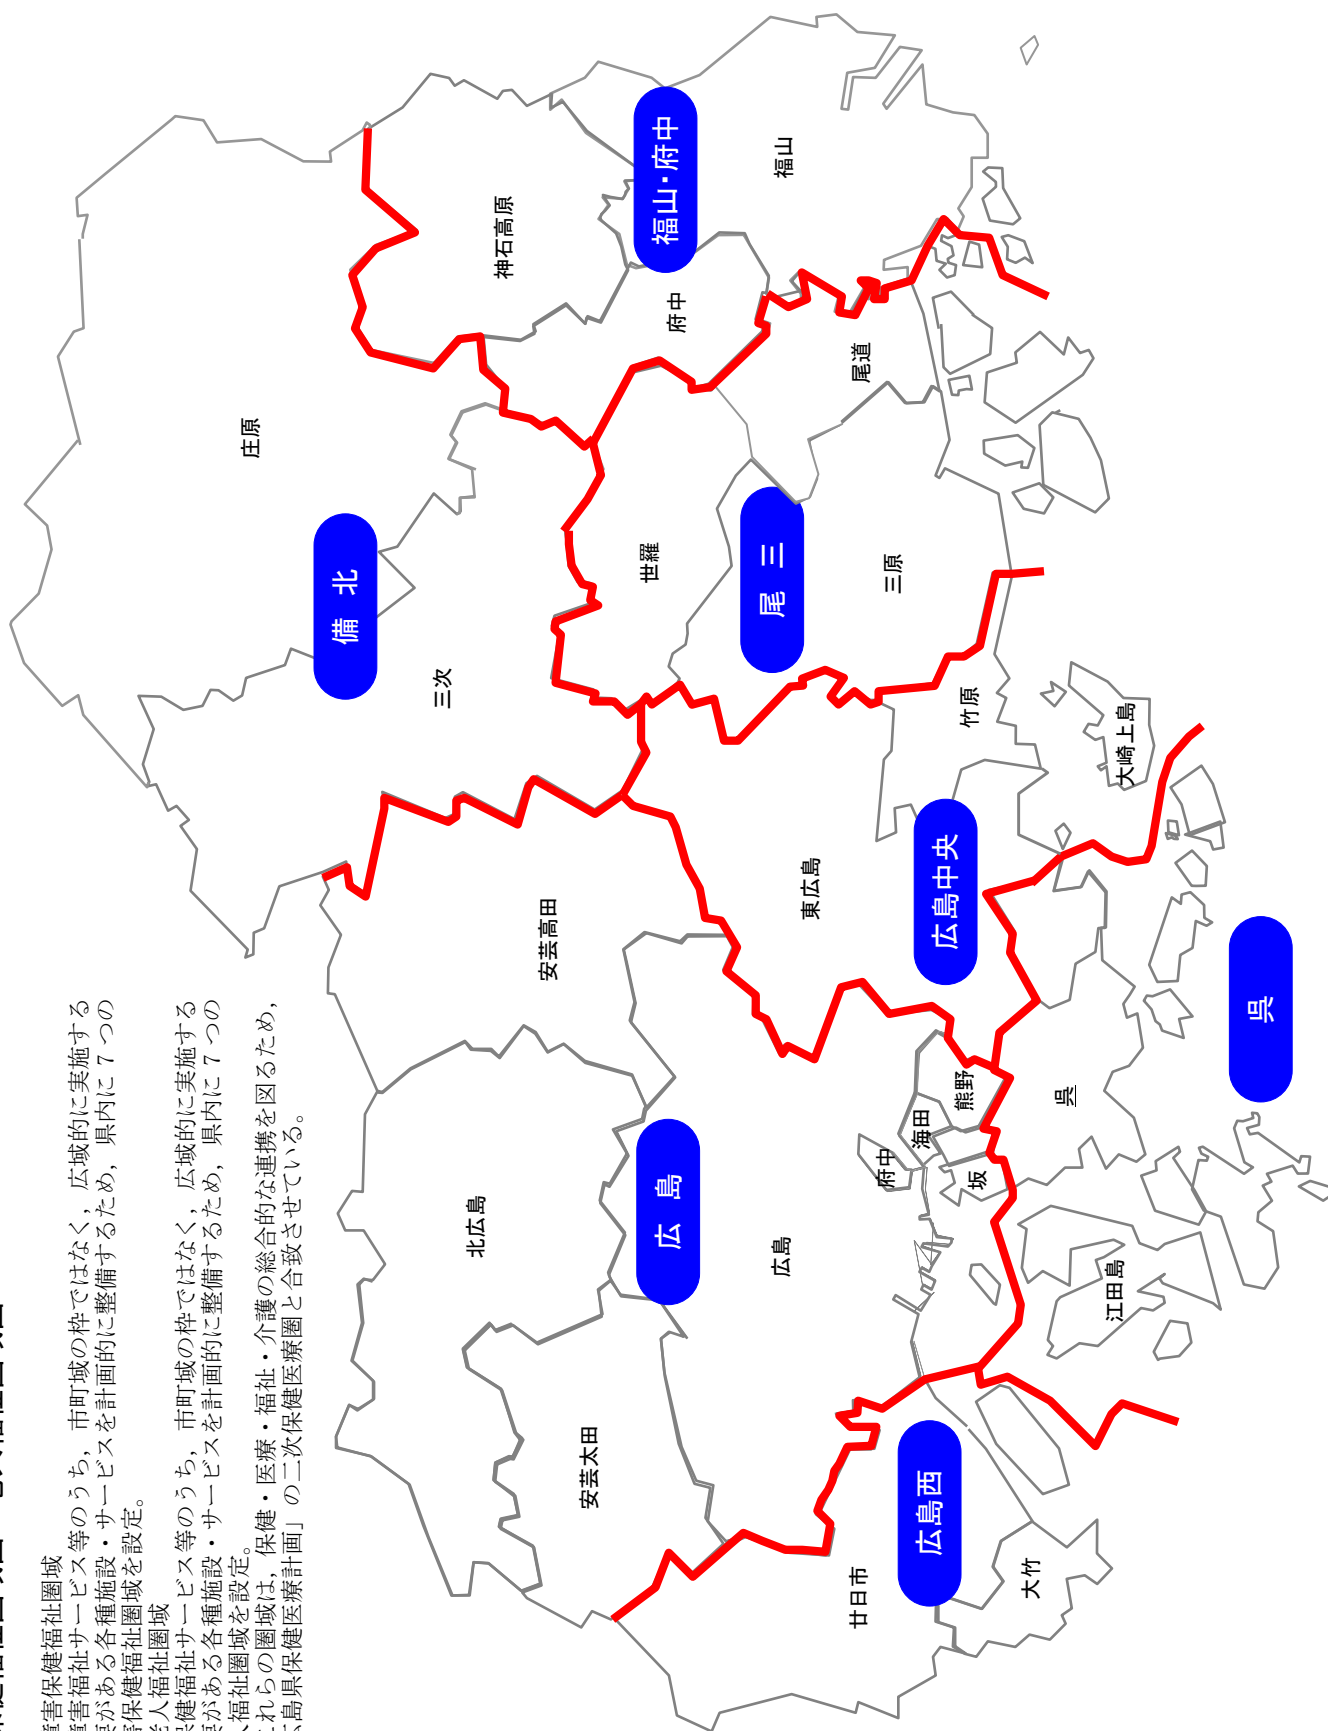 害保健福祉圏域
害福祉サービス等のうち，市町域の枠ではなく，広域的に実施する
がある各種施設・サービスを計画的に整備するため，県内に７つの
害保健福祉圏域を設定。
人福祉圏域
健福祉サービス等のうち，市町域の枠ではなく，広域的に実施する
がある各種施設・サービスを計画的に整備するため，県内に７つの
人福祉圏域を設定。
れらの圏域は，保健・医療・福祉・介護の総合的な連携を図るため，
島県保健医療計画」の二次保健医療圏と合致させている。
庄原
備北
三次
神石高原
福山・府中
福山
府中
尾道
世羅
尾三
三原
竹原
大崎上島
安芸高田
東広島
広島中央
呉
北広島
広島
広島
熊野
海田
府中
坂
呉
江田島
安芸太田
広島西
廿日市
大竹